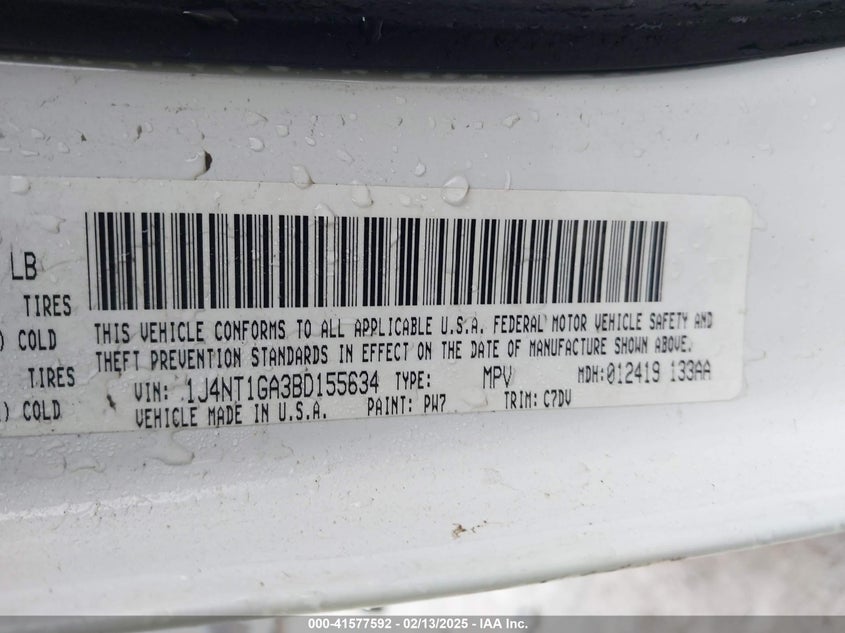 LB
TIRES
) COLD
TIRES
) COLD
THIS VEHICLE CONFORMS TO ALL APPLICABLE U.S.A. FEDERAL MOTOR VEHICLE SAFETY AND
THEFT PREVENTION STANDARDS IN EFFECT ON THE DATE OF MANUFACTURE SHOWN ABOVE.
VIN: 1J4NT1GA3BD155634 TYPE: MPV MDH:012419 133AA
VEHICLE MADE IN U.S.A. PAINT: PW7 TRIM: C7DV
000-41577592 - 02/13/2025 - IAA Inc.